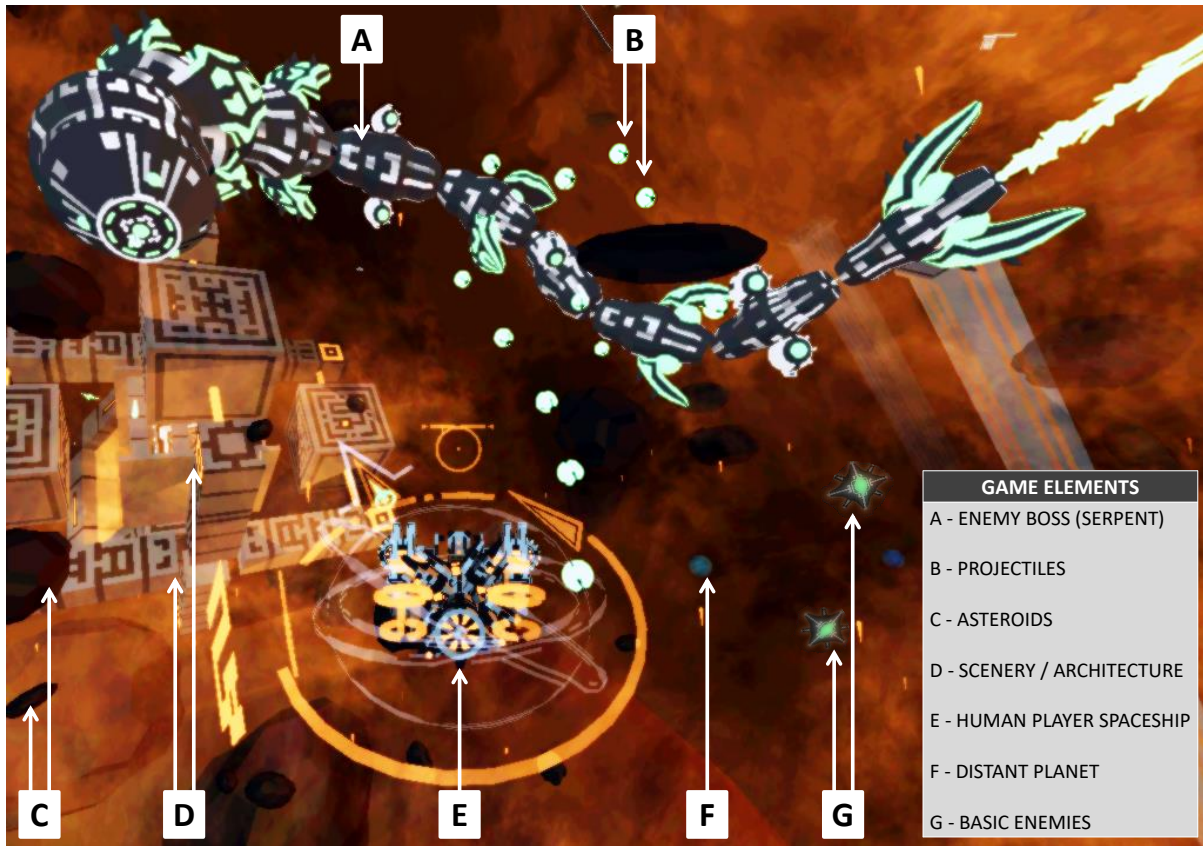 A
B
GAME ELEMENTS
A - ENEMY BOSS (SERPENT)
B - PROJECTILES
C - ASTEROIDS
D - SCENERY / ARCHITECTURE
E - HUMAN PLAYER SPACESHIP
F - DISTANT PLANET
G - BASIC ENEMIES
C
D
E
F
G